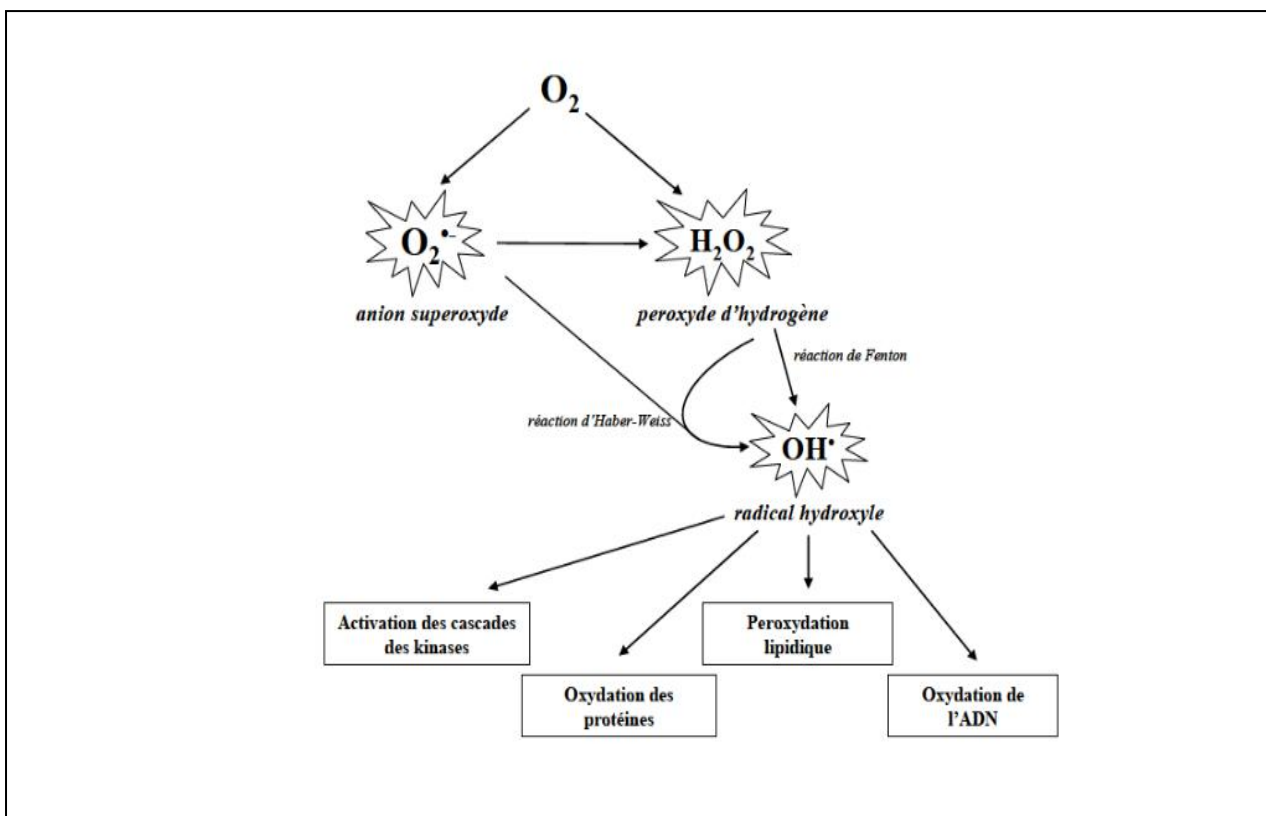 O₂
O₂•–
H₂O₂
anion superoxyde
peroxyde d'hydrogène
réaction de Fenton
réaction d'Haber-Weiss
OH•
radical hydroxyle
Activation des cascades
des kinases
Peroxydation
lipidique
Oxydation des
protéines
Oxydation de
l'ADN